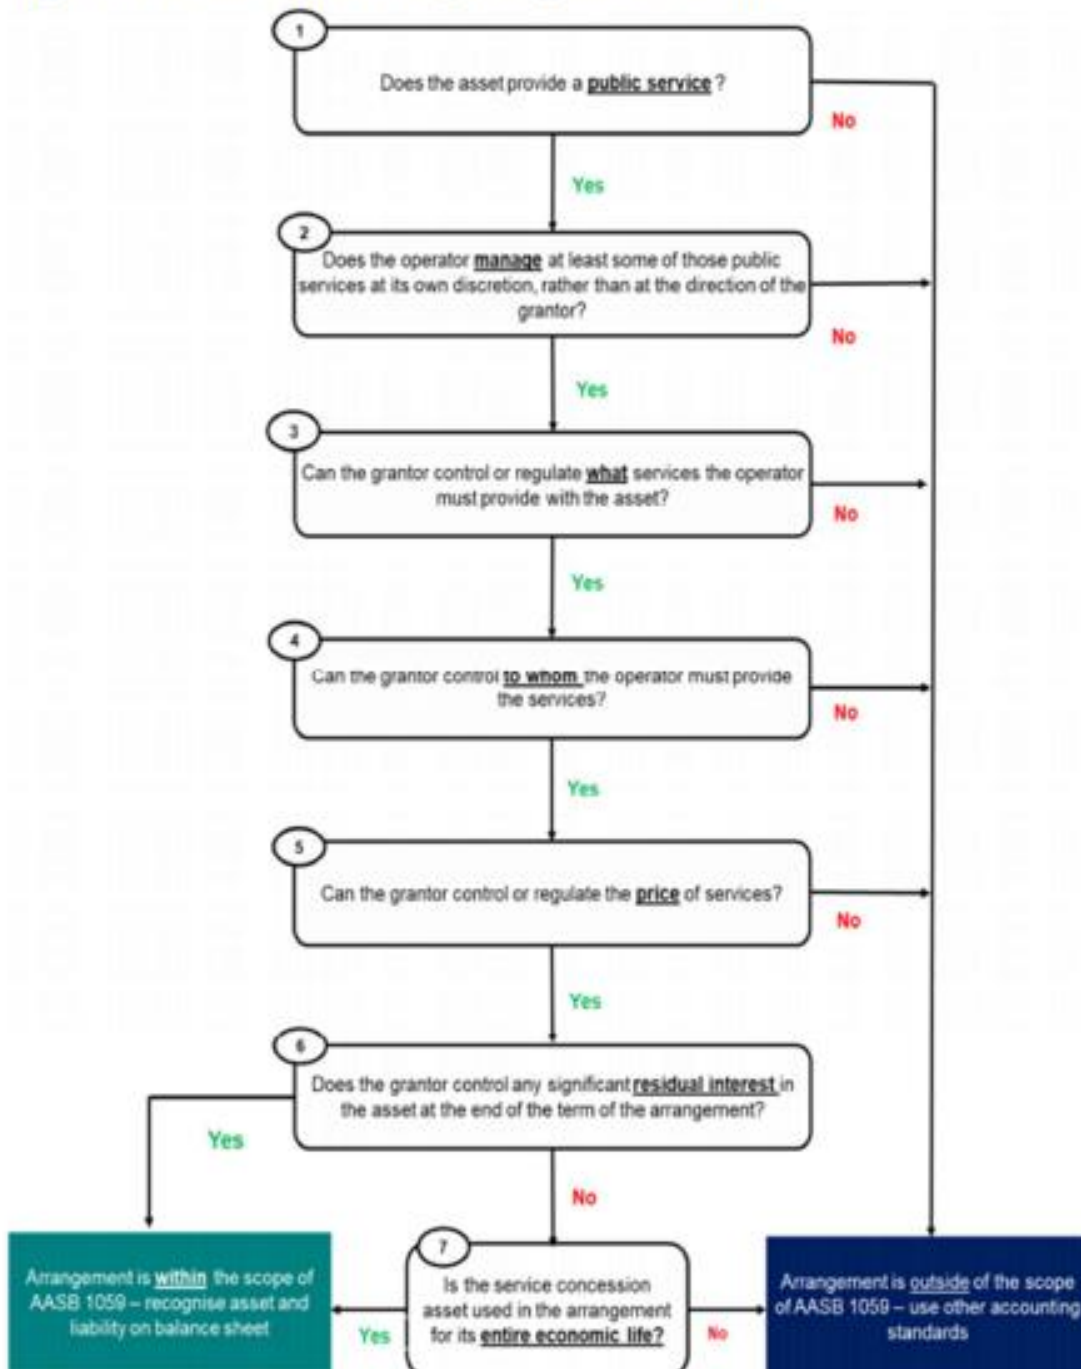 1
Does the asset provide a public service ?
No
Yes
2
Does the operator manage at least some of those public
services at its own discretion, rather than at the direction of the
grantor?
No
Yes
3
Can the grantor control or regulate what services the operator
must provide with the asset?
No
Yes
4
Can the grantor control to whom the operator must provide
the services?
No
Yes
5
Can the grantor control or regulate the price of services?
No
Yes
6
Does the grantor control any significant residual interest in
the asset at the end of the term of the arrangement?
Yes
No
Arrangement is within the scope of
AASB 1059 – recognise asset and
liability on balance sheet
7
Is the service concession
asset used in the arrangement
for its entire economic life?
Yes
No
Arrangement is outside of the scope
of AASB 1059 – use other accounting
standards